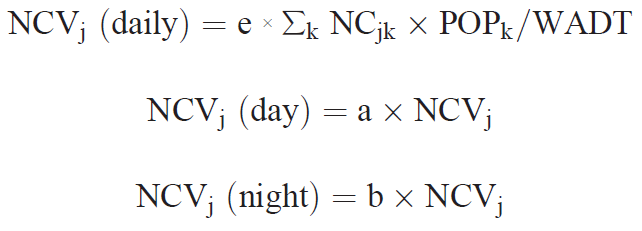 NCVⱼ (daily) = e × Σₖ NCⱼₖ × POPₖ/WADT
NCVⱼ (day) = a × NCVⱼ
NCVⱼ (night) = b × NCVⱼ